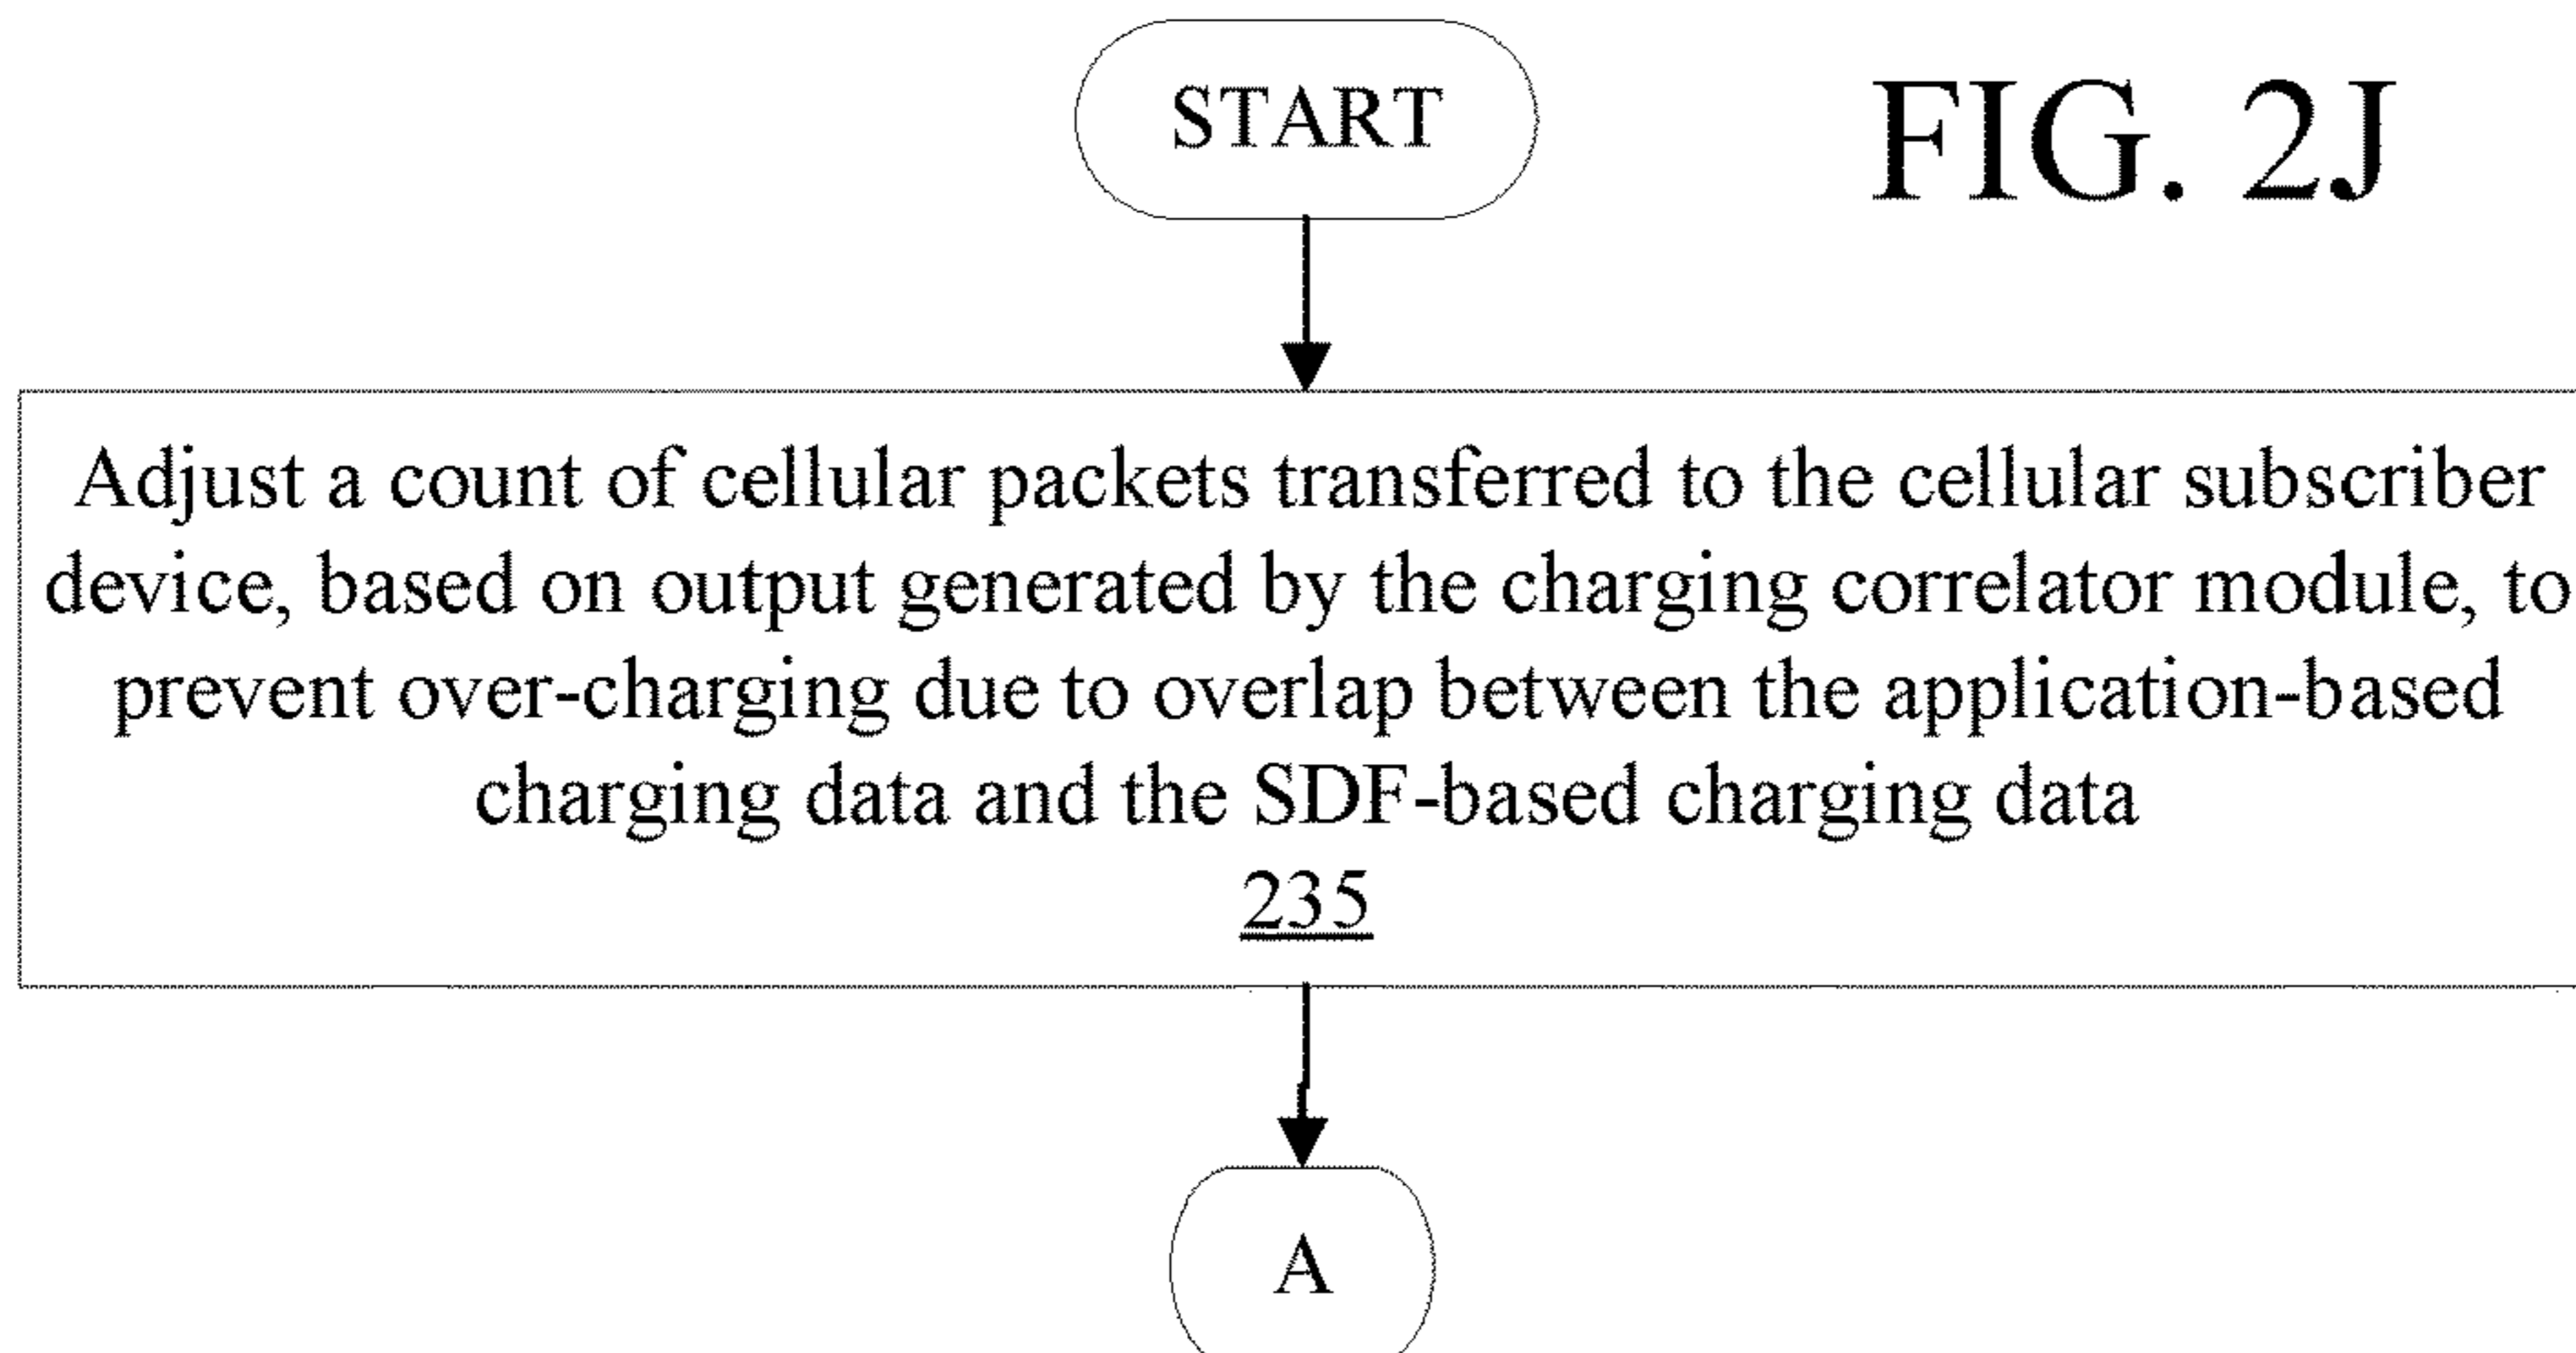 START
FIG. 2J
Adjust a count of cellular packets transferred to the cellular subscriber
device, based on output generated by the charging correlator module, to
prevent over-charging due to overlap between the application-based
charging data and the SDF-based charging data
235
A